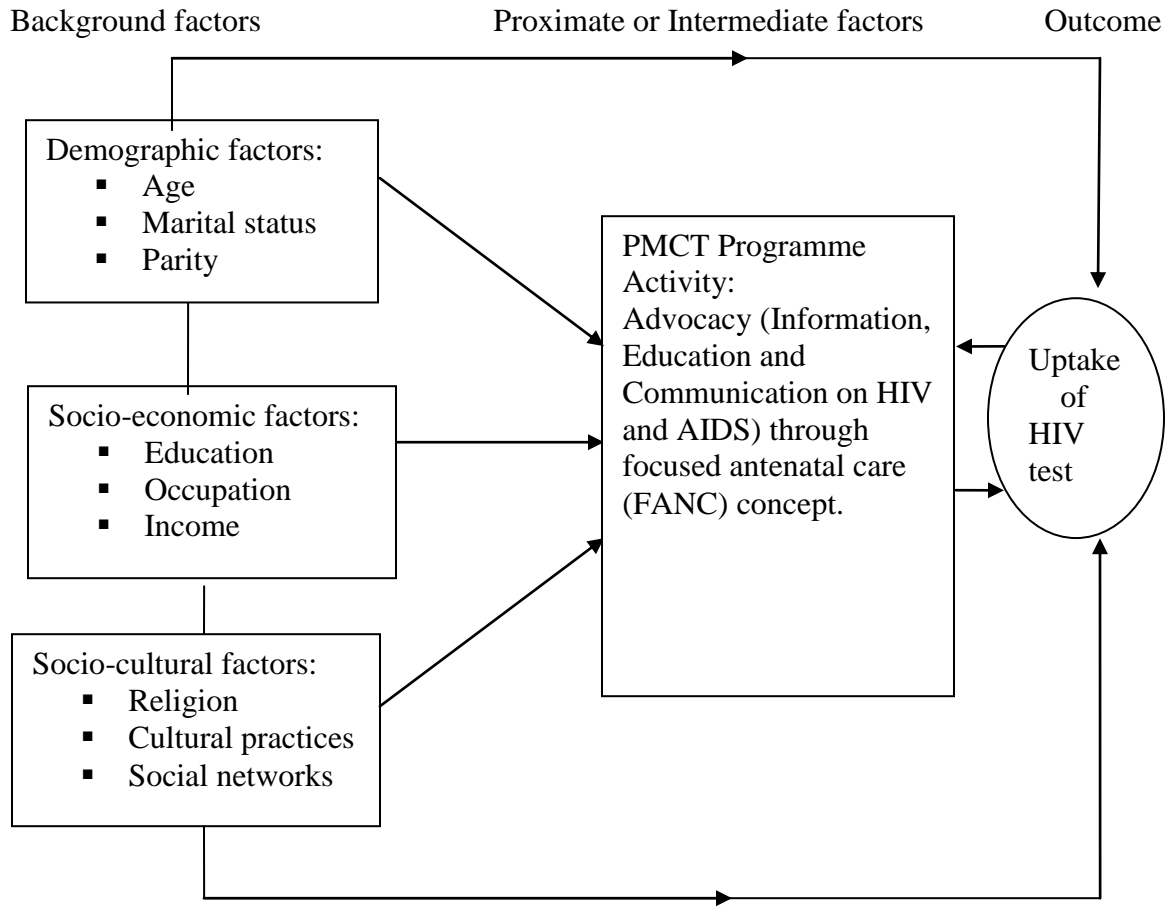 Background factors
Proximate or Intermediate factors
Outcome
Demographic factors:
▪ Age
▪ Marital status
▪ Parity
Socio-economic factors:
▪ Education
▪ Occupation
▪ Income
Socio-cultural factors:
▪ Religion
▪ Cultural practices
▪ Social networks
PMCT Programme
Activity:
Advocacy (Information,
Education and
Communication on HIV
and AIDS) through
focused antenatal care
(FANC) concept.
Uptake
of
HIV
test